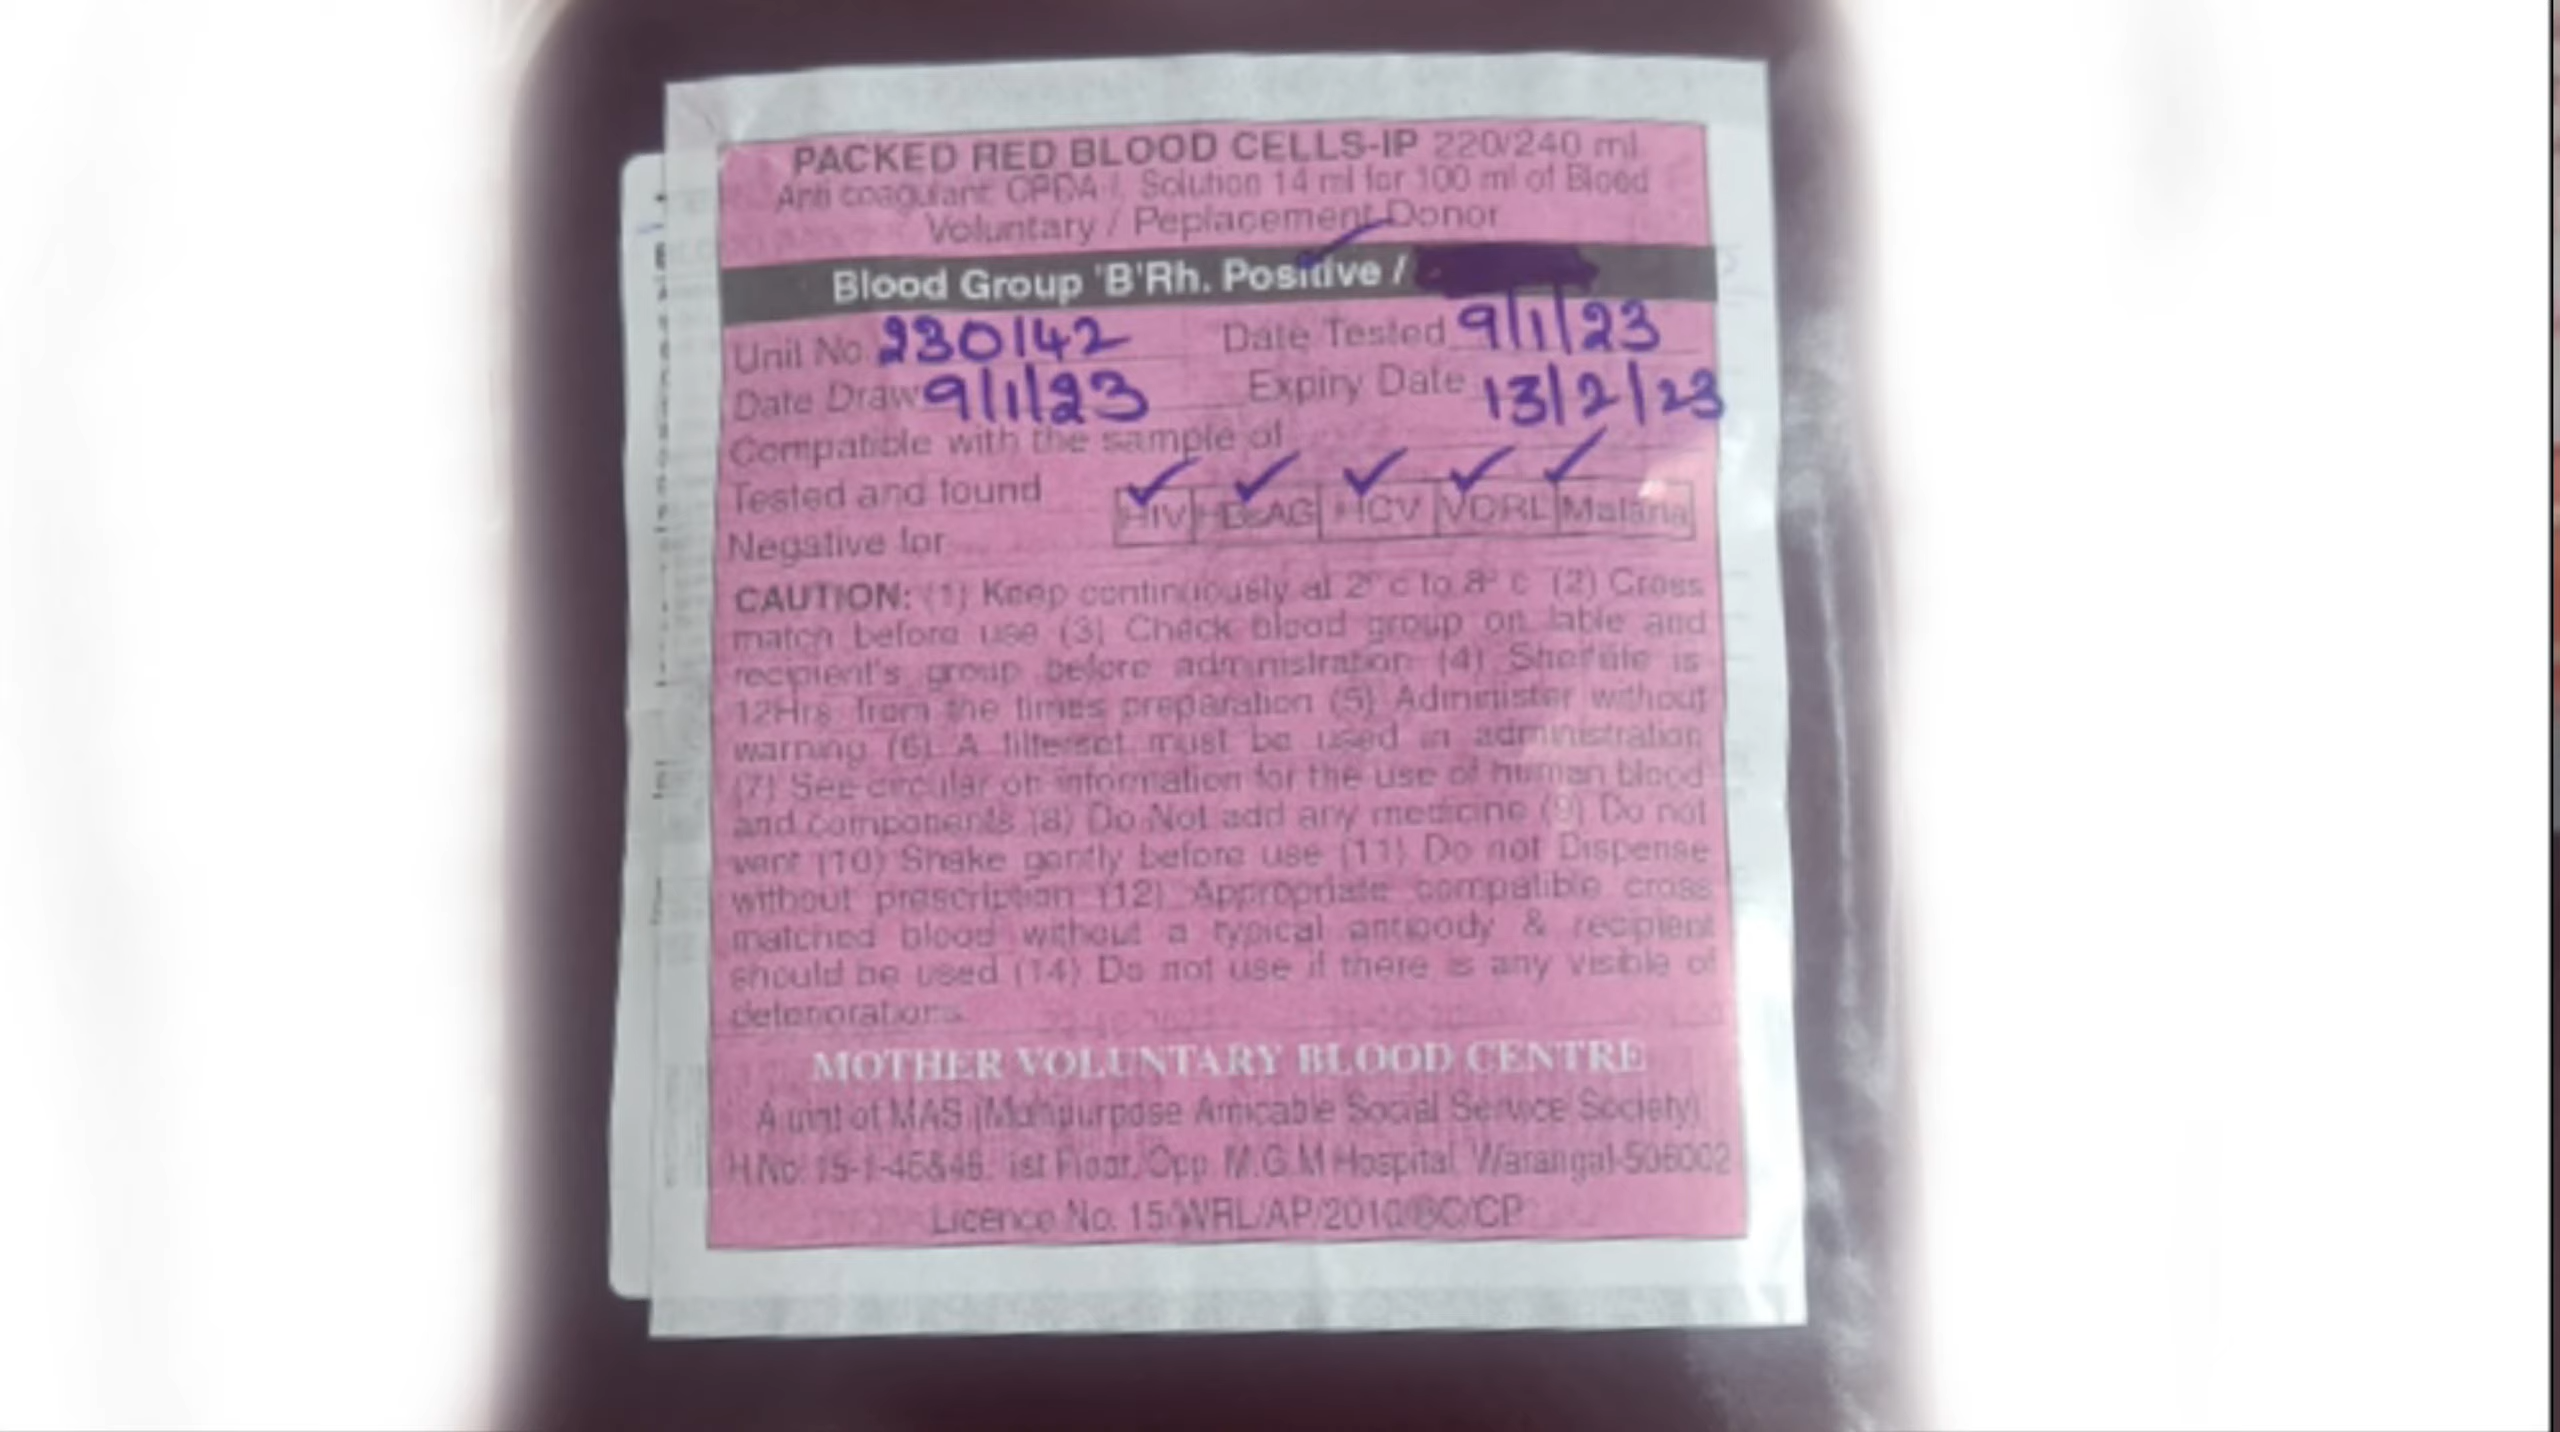 PACKED RED BLOOD CELLS-IP 220/240 ml
Anti coagulant CPDA-1, Solution 14 ml for 100 ml of Blood
Voluntary / Peplacement Donor
Blood Group 'B'Rh. Positive /
Unit No 230142 Date Tested 9/1/23
Date Draw 9/1/23 Expiry Date 13/2/23
Compatible with the sample of
Tested and found
HIV HBsAG HCV VDRL Malaria
Negative for
CAUTION: (1) Keep continuously at 2° c to 8° c (2) Cross
match before use (3) Check blood group on lable and
recipient's group before administration (4) Shelf life is
12Hrs from the times preparation (5) Administer without
warning (6) A filterset must be used in administration
(7) See circular on information for the use of human blood
and components (8) Do Not add any medicine (9) Do not
vent (10) Shake gently before use (11) Do not Dispense
without prescription (12) Appropriate compatible cross
matched blood without a typical antibody & recipient
should be used (14) Do not use if there is any visible of
deteriorations
MOTHER VOLUNTARY BLOOD CENTRE
A unit of MAS (Multipurpose Amicable Social Service Society)
H.No: 15-1-45&46. 1st Floor, Opp. M.G.M Hospital, Warangal-506002
Licence No. 15/WRL/AP/2010/BC/CP